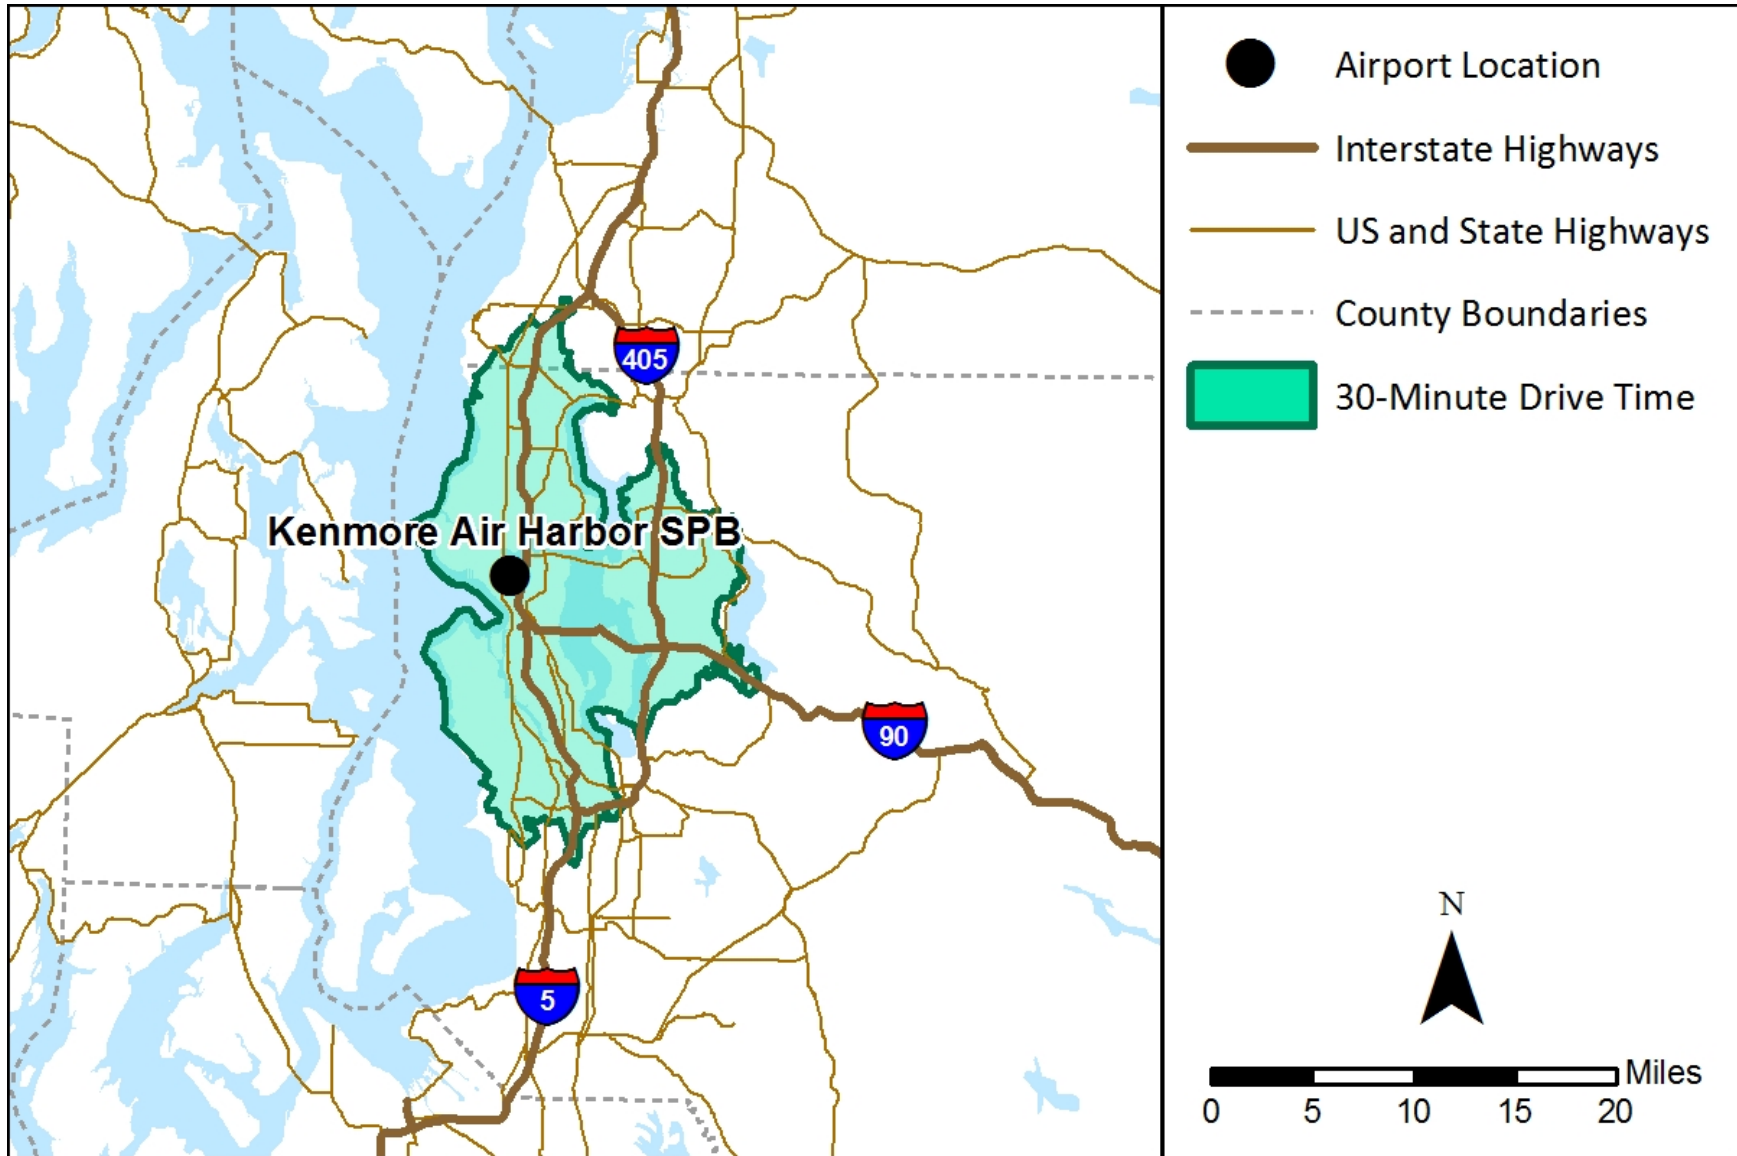 Airport Location
Interstate Highways
US and State Highways
County Boundaries
30-Minute Drive Time
405
Kenmore Air Harbor SPB
90
5
N
Miles
0 5 10 15 20